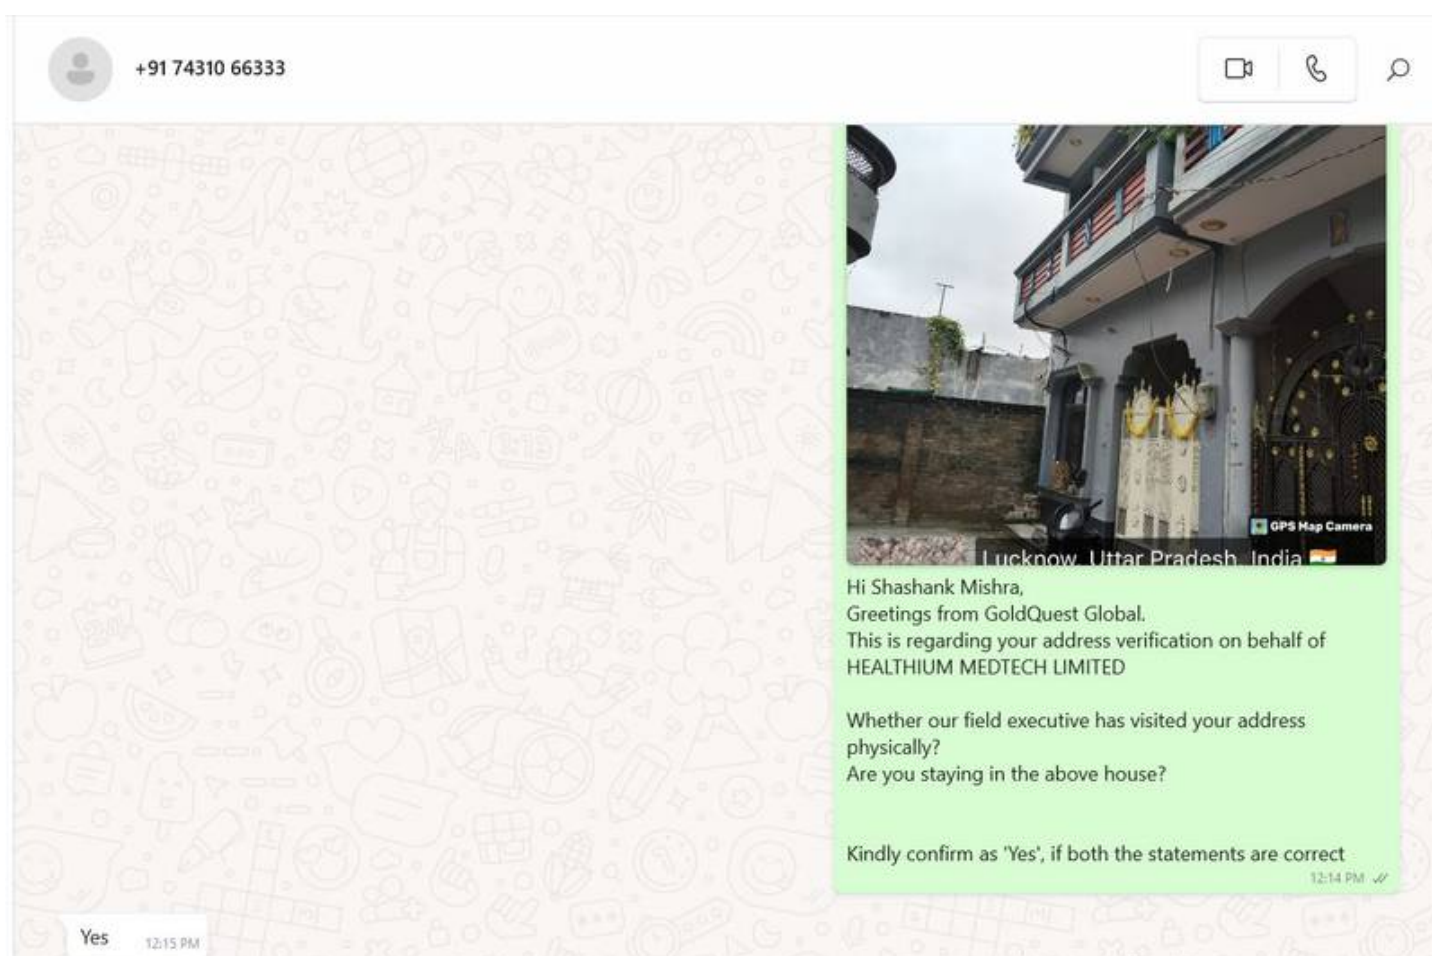 +91 74310 66333
GPS Map Camera
Lucknow, Uttar Pradesh, India
Hi Shashank Mishra,
Greetings from GoldQuest Global.
This is regarding your address verification on behalf of
HEALTHIUM MEDTECH LIMITED
Whether our field executive has visited your address
physically?
Are you staying in the above house?
Kindly confirm as 'Yes', if both the statements are correct
12:14 PM
Yes
12:15 PM